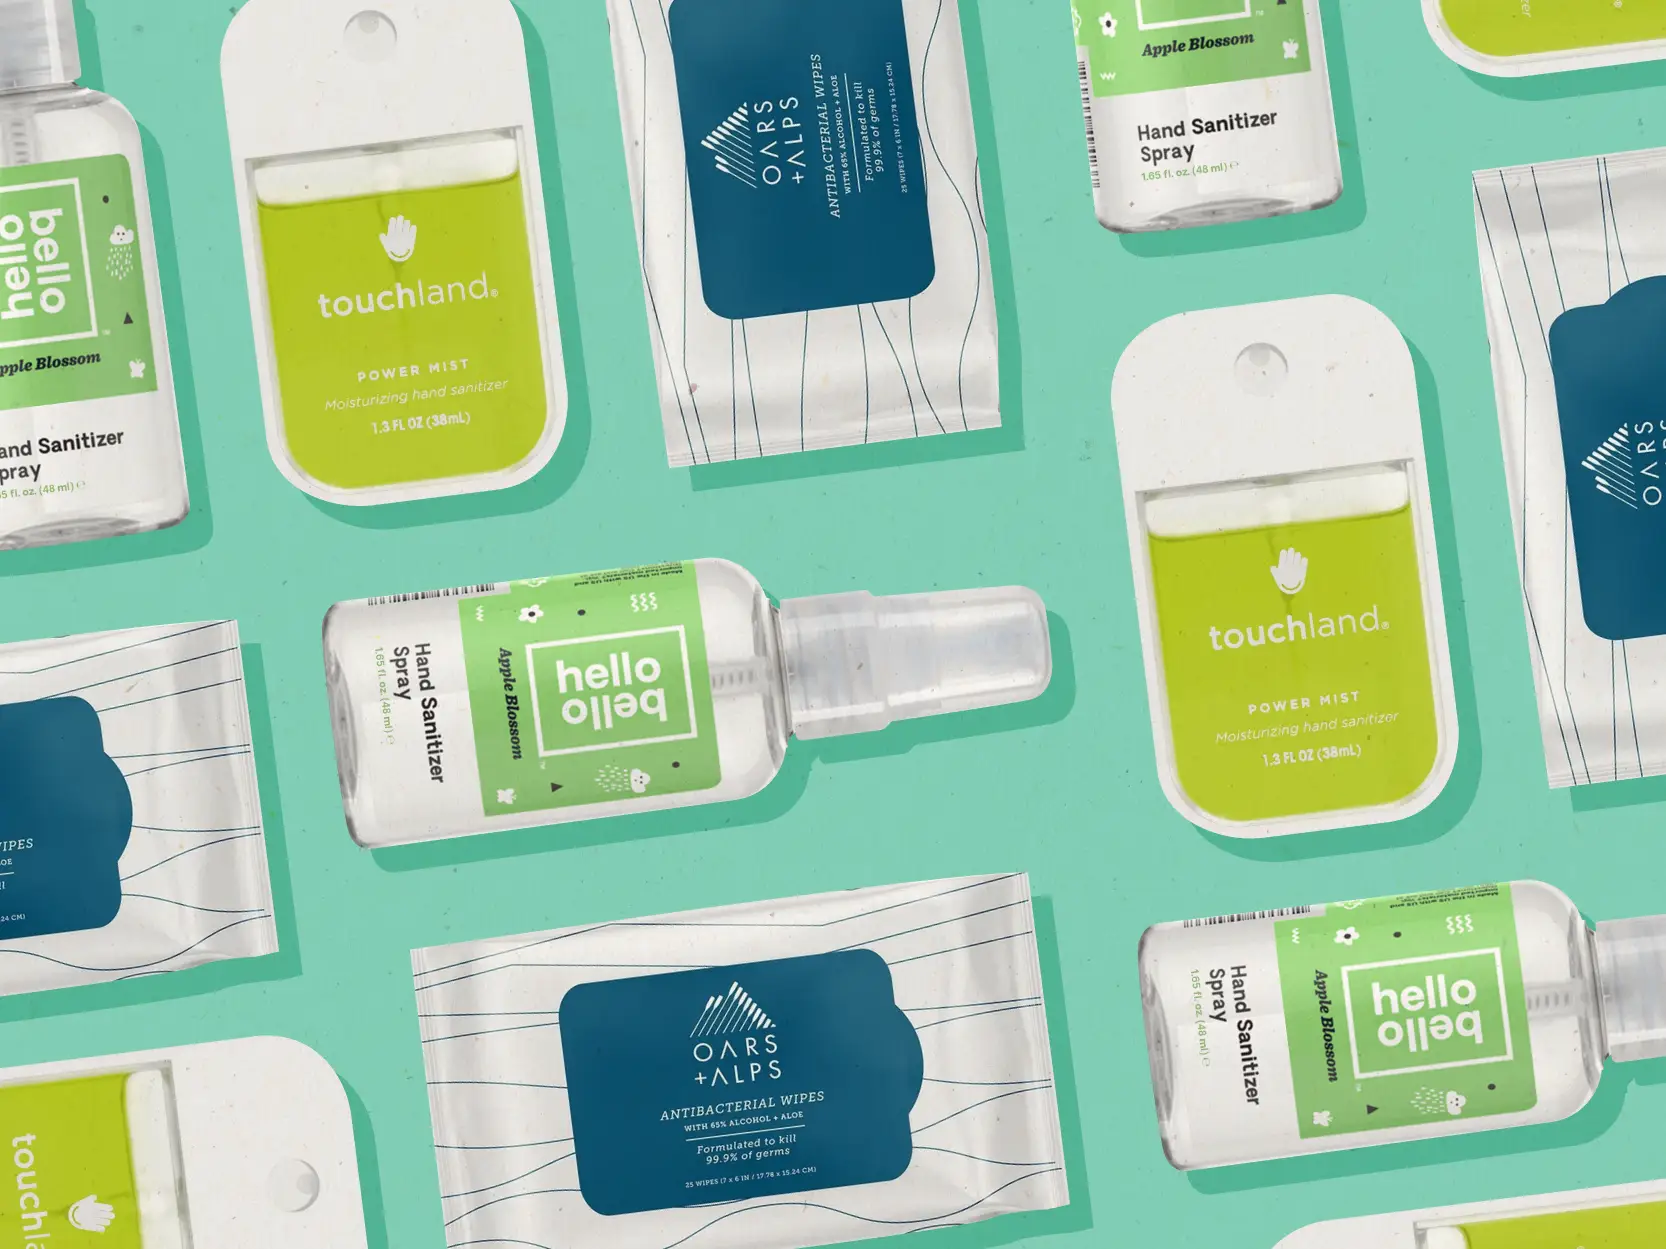 hello
bello
pple Blossom
and Sanitizer
pray
5 fl. oz. (48 ml) ℮
touchland®
POWER MIST
Moisturizing hand sanitizer
1.3 FL OZ (38mL)
OARS
+ALPS
ANTIBACTERIAL WIPES
WITH 65% ALCOHOL + ALOE
Formulated to kill
99.9% of germs
25 WIPES (7 x 6 IN / 17.78 x 15.24 CM)
Apple Blossom
Hand Sanitizer
Spray
1.65 fl. oz. (48 ml) ℮
OARS
touchland®
POWER MIST
Moisturizing hand sanitizer
1.3 FL OZ (38mL)
hello
bello
Apple Blossom
Hand Sanitizer
Spray
1.65 fl. oz. (48 ml) ℮
WIPES
LOE
24 CM)
OARS
+ALPS
ANTIBACTERIAL WIPES
WITH 65% ALCOHOL + ALOE
Formulated to kill
99.9% of germs
25 WIPES (7 x 6 IN / 17.78 x 15.24 CM)
hello
bello
Apple Blossom
Hand Sanitizer
Spray
1.65 fl. oz. (48 ml) ℮
touchla